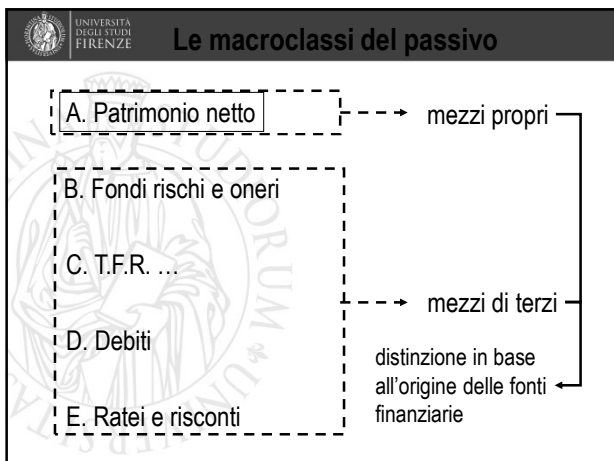 UNIVERSITÀ
DEGLI STUDI
FIRENZE
Le macroclassi del passivo
A. Patrimonio netto
mezzi propri
B. Fondi rischi e oneri
C. T.F.R. …
mezzi di terzi
D. Debiti
distinzione in base
all'origine delle fonti
finanziarie
E. Ratei e risconti